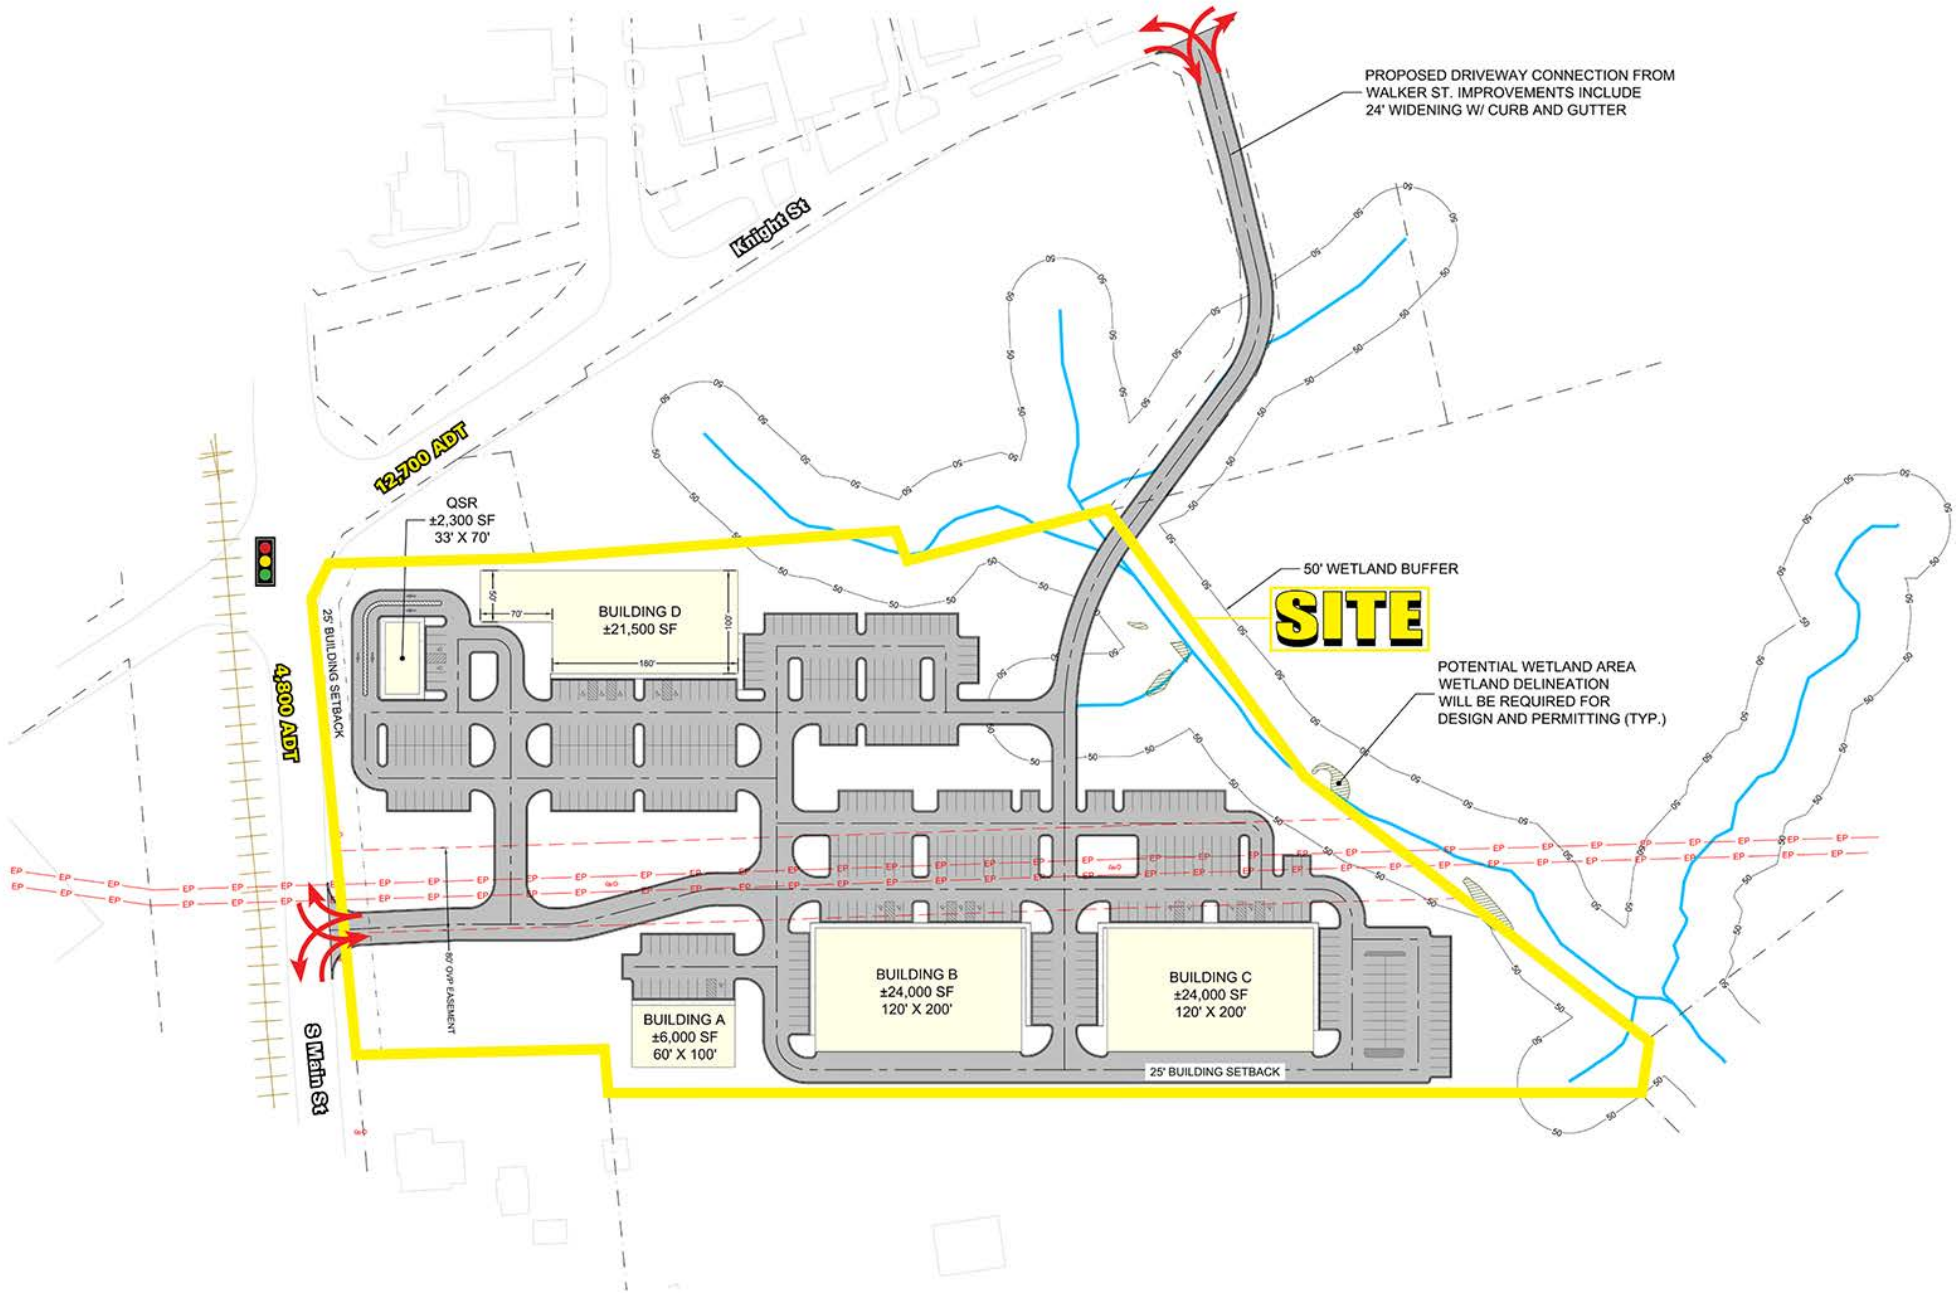 PROPOSED DRIVEWAY CONNECTION FROM
WALKER ST. IMPROVEMENTS INCLUDE
24' WIDENING W/ CURB AND GUTTER
Knight St
12,700 ADT
QSR
±2,300 SF
33' X 70'
50' WETLAND BUFFER
SITE
POTENTIAL WETLAND AREA
WETLAND DELINEATION
WILL BE REQUIRED FOR
DESIGN AND PERMITTING (TYP.)
25' BUILDING SETBACK
4,800 ADT
50'
70'
BUILDING D
±21,500 SF
100'
180'
80' OVP EASEMENT
BUILDING A
±6,000 SF
60' X 100'
BUILDING B
±24,000 SF
120' X 200'
BUILDING C
±24,000 SF
120' X 200'
25' BUILDING SETBACK
S Main St
EP
50